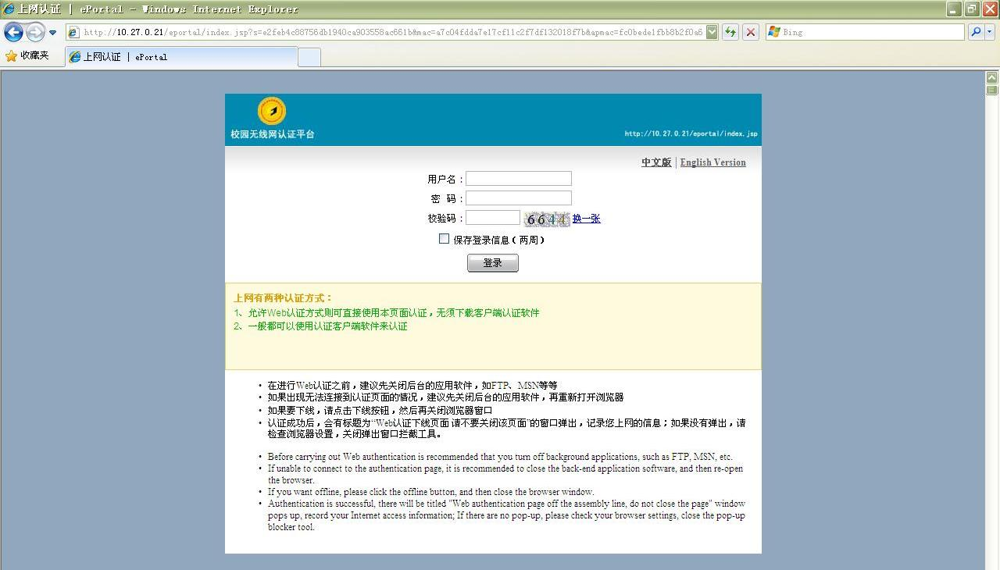 上网认证 | ePortal - Windows Internet Explorer
http://10.27.0.21/eportal/index.jsp?s=e2feb4c88756db1940ca903558ac661b&mac=a7c04fdda7e17cf11c2f7df132018f7b&apmac=fc0bede1fbb8b2f0a6
Bing
收藏夹
上网认证 | ePortal
校园无线网认证平台
http://10.27.0.21/eportal/index.jsp
中文版 | English Version
用户名：
密 码：
校验码： 6644 换一张
保存登录信息（两周）
登录
上网有两种认证方式：
1、允许Web认证方式则可直接使用本页面认证，无须下载客户端认证软件
2、一般都可以使用认证客户端软件来认证
• 在进行Web认证之前，建议先关闭后台的应用软件，如FTP、MSN等等
• 如果出现无法连接到认证页面的情况，建议先关闭后台的应用软件，再重新打开浏览器
• 如果要下线，请点击下线按钮，然后再关闭浏览器窗口
• 认证成功后，会有标题为“Web认证下线页面 请不要关闭该页面”的窗口弹出，记录您上网的信息；如果没有弹出，请
检查浏览器设置，关闭弹出窗口拦截工具。
• Before carrying out Web authentication is recommended that you turn off background applications, such as FTP, MSN, etc.
• If unable to connect to the authentication page, it is recommended to close the back-end application software, and then re-open
the browser.
• If you want offline, please click the offline button, and then close the browser window.
• Authentication is successful, there will be titled "Web authentication page off the assembly line, do not close the page" window
pops up, record your Internet access information; If there are no pop-up, please check your browser settings, close the pop-up
blocker tool.